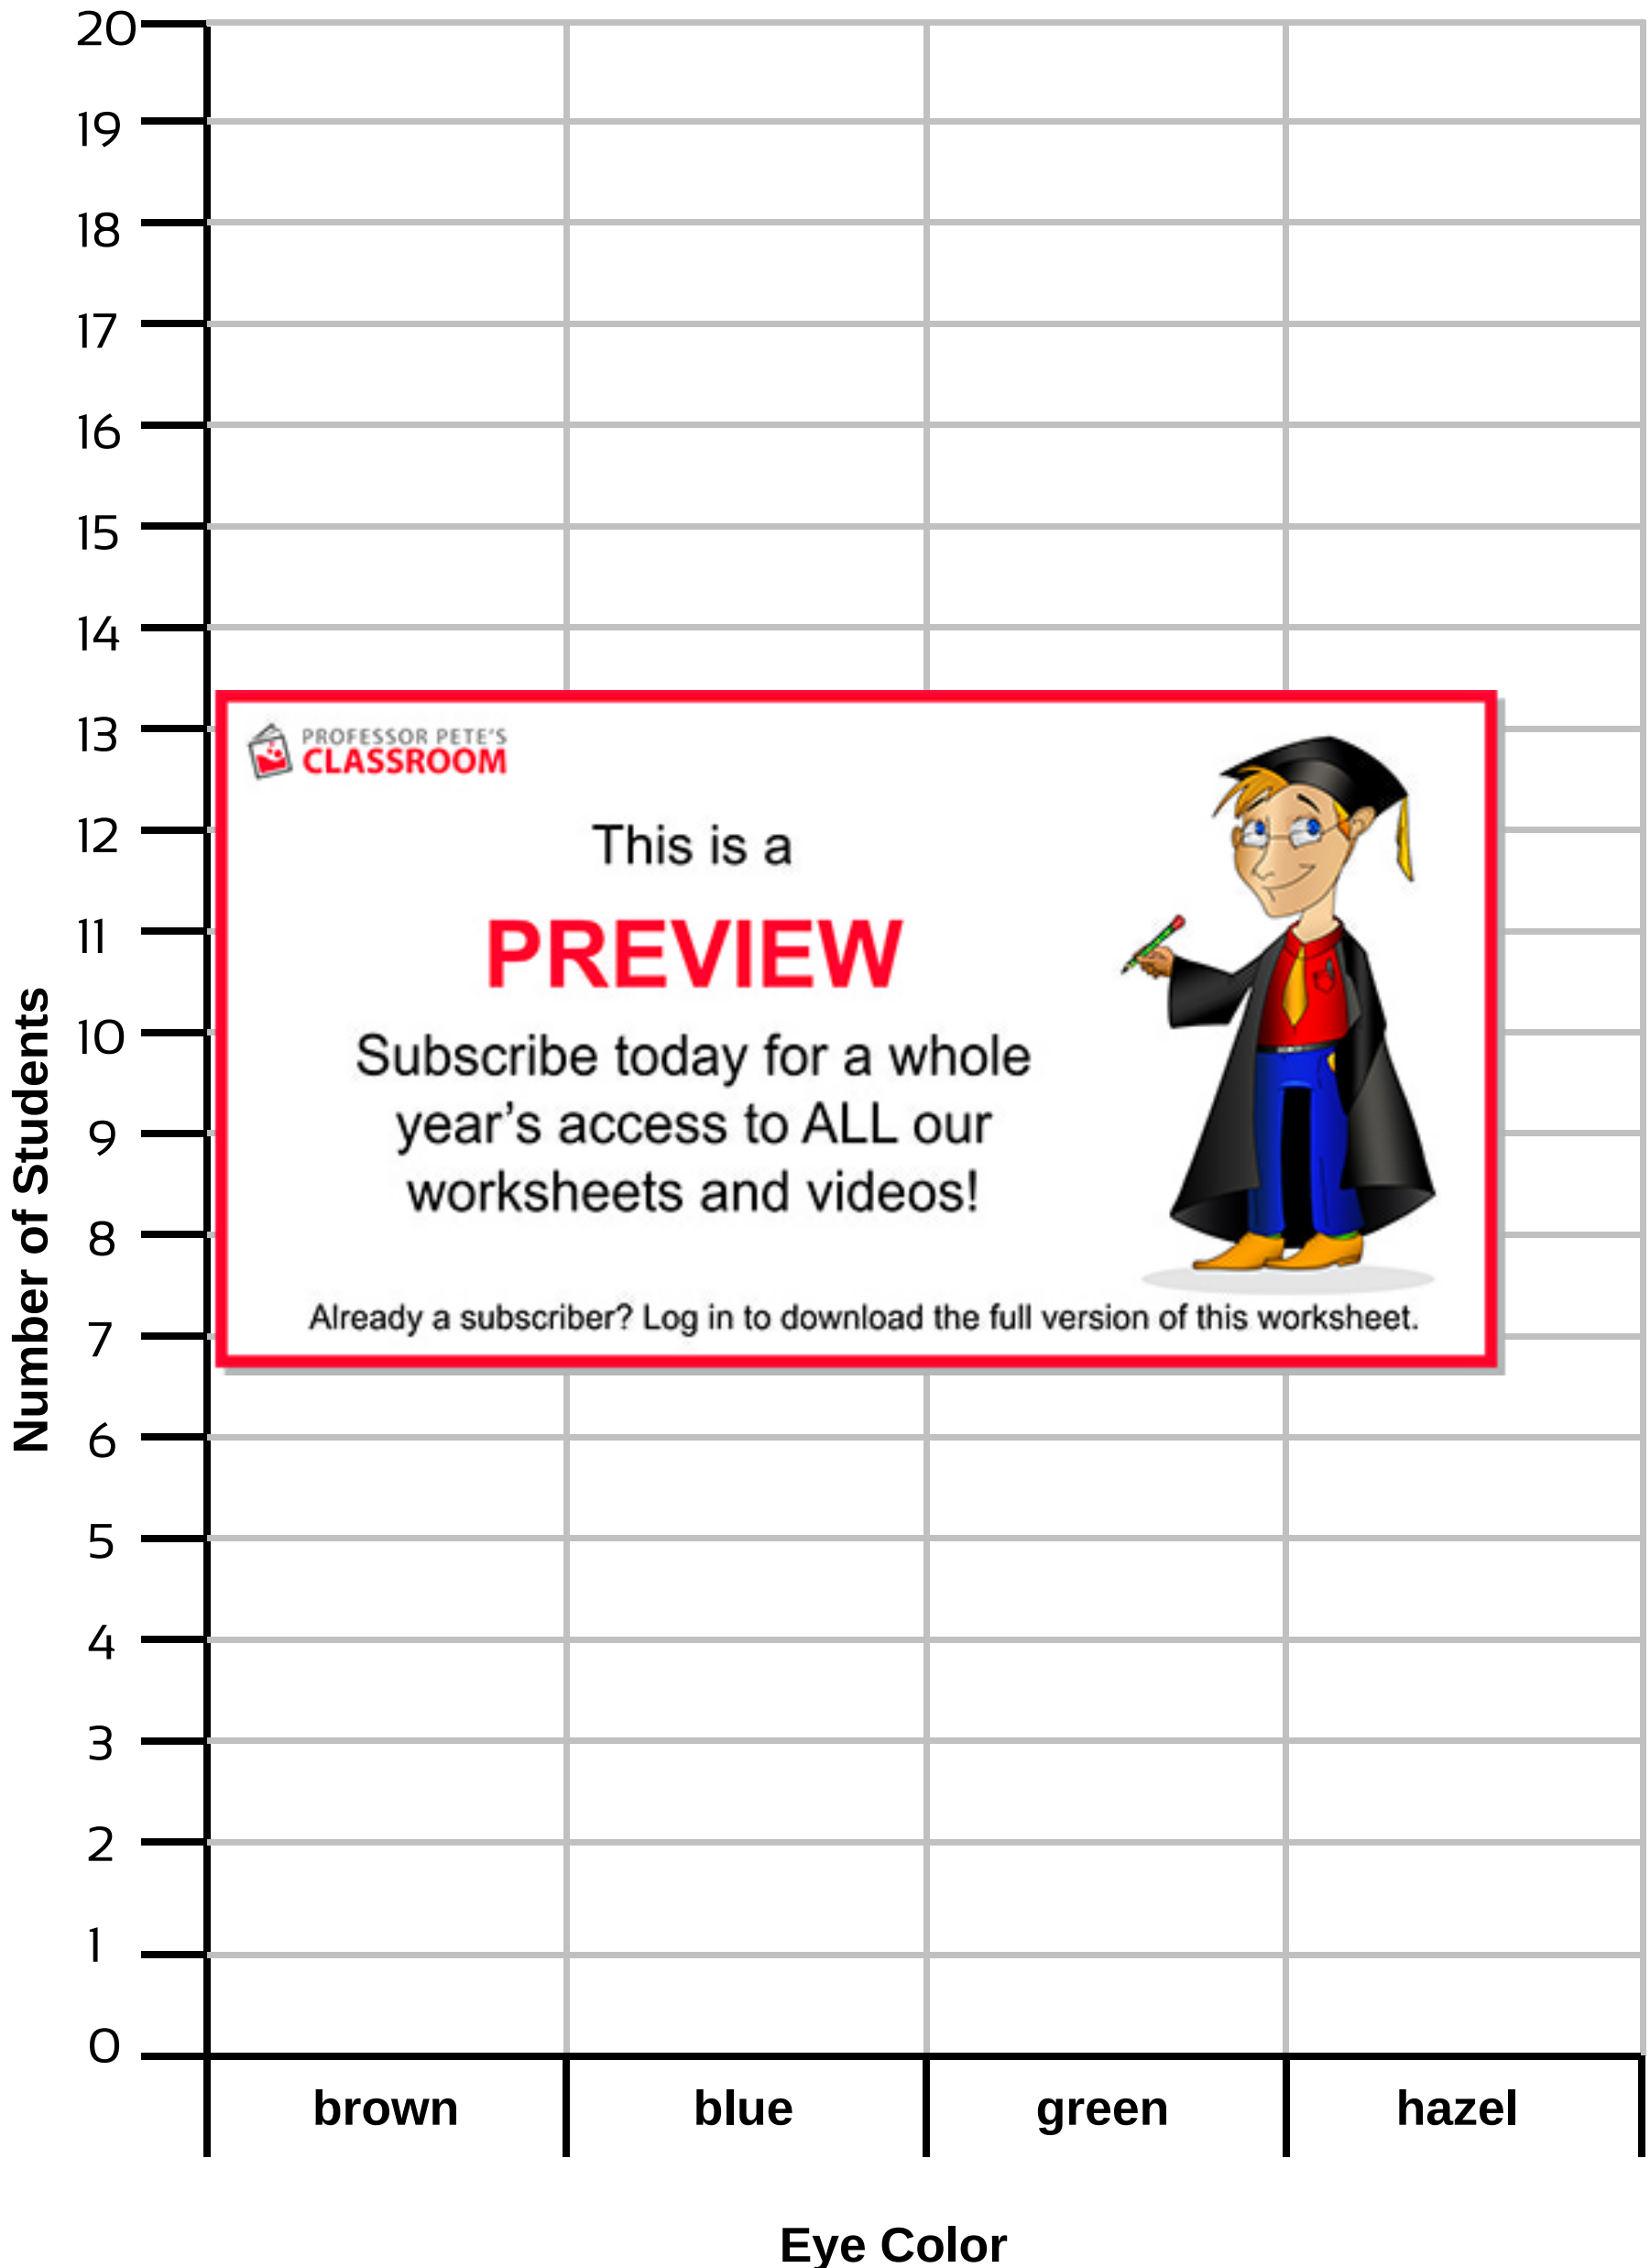 20
19
18
17
16
15
14
13
PROFESSOR PETE'S
CLASSROOM
12
This is a
11
PREVIEW
10
Subscribe today for a whole
9
year's access to ALL our
8
worksheets and videos!
7
Already a subscriber? Log in to download the full version of this worksheet.
Number of Students
6
5
4
3
2
1
0
brown blue green hazel
Eye Color